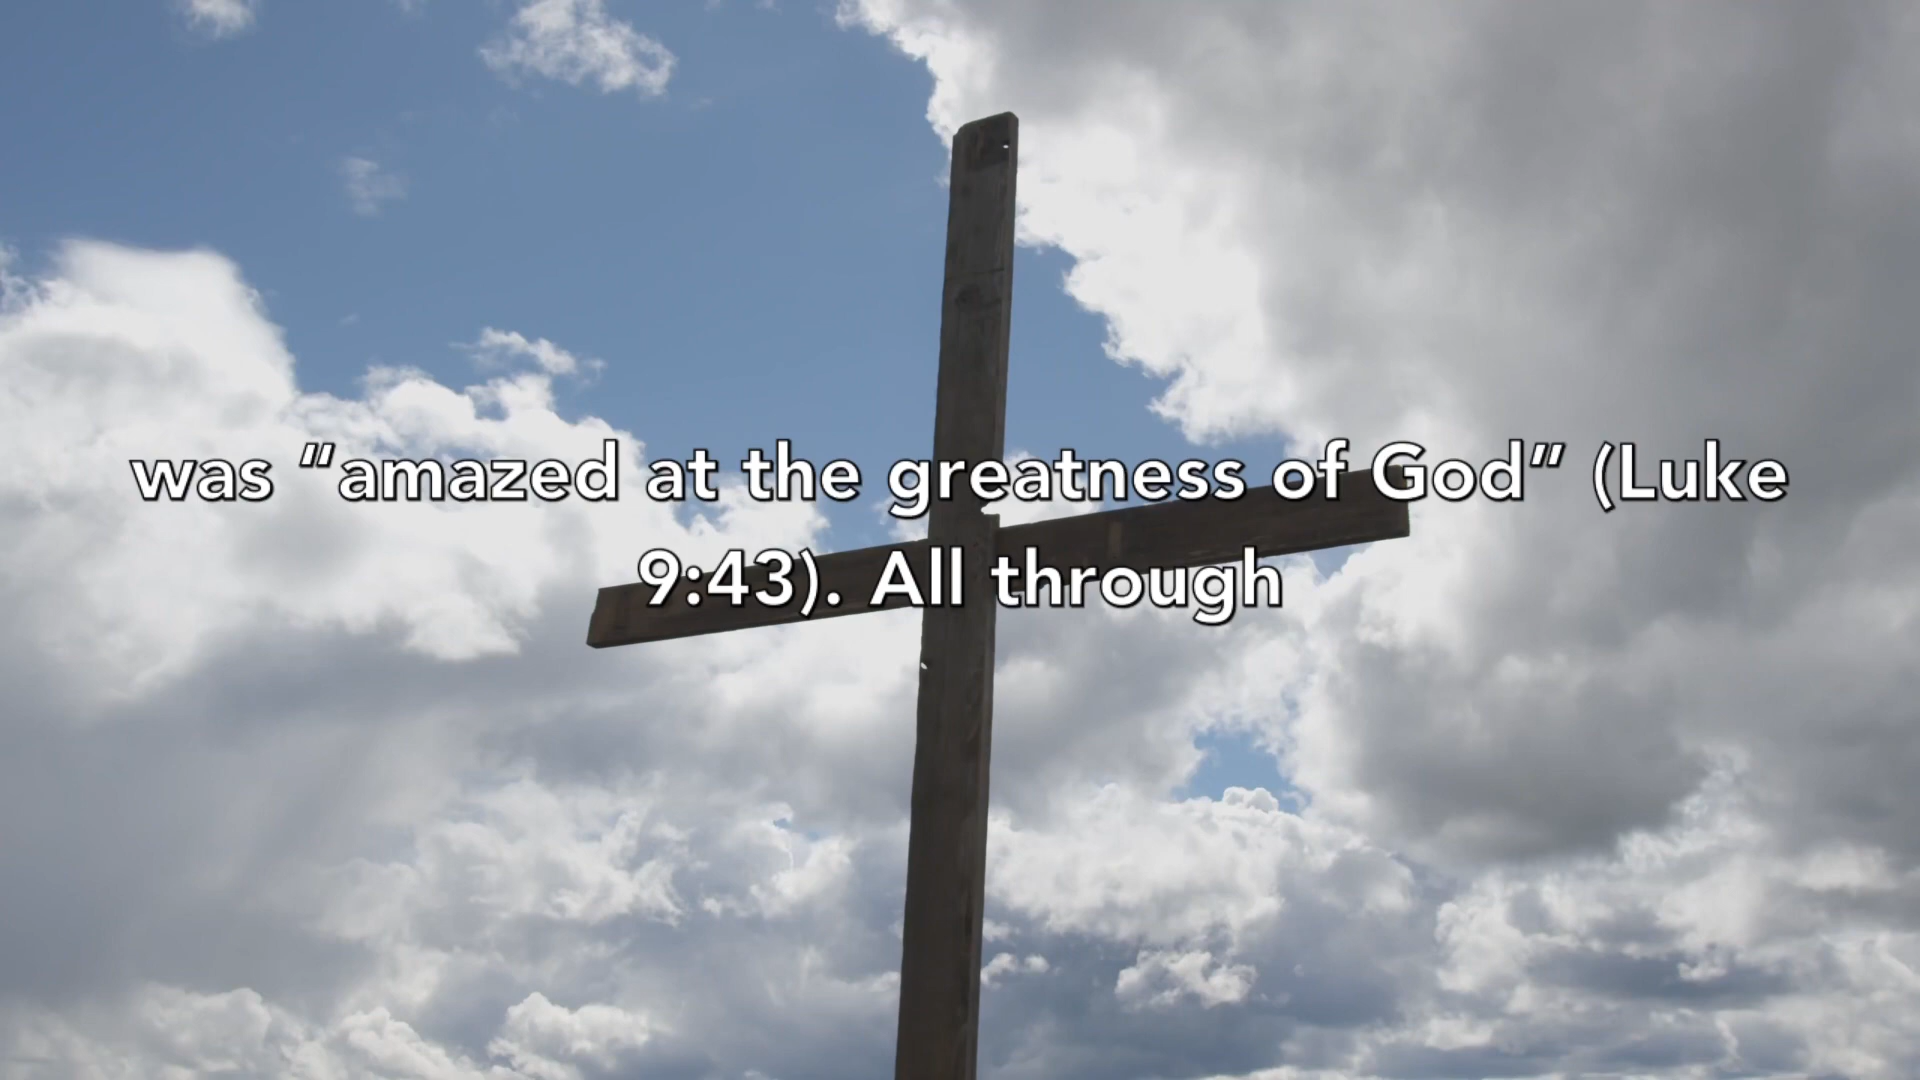 was “amazed at the greatness of God” (Luke
9:43). All through